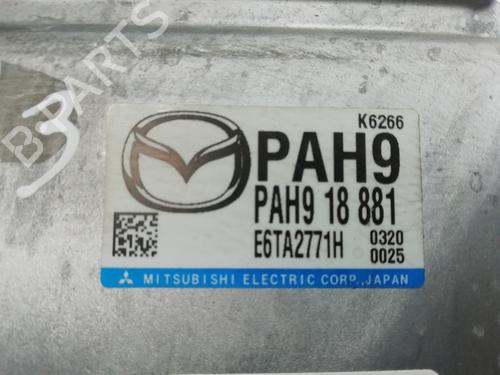 B PARTS
K6266
PAH9
PAH9 18 881
E6TA2771H 0320
0025
MITSUBISHI ELECTRIC CORP., JAPAN